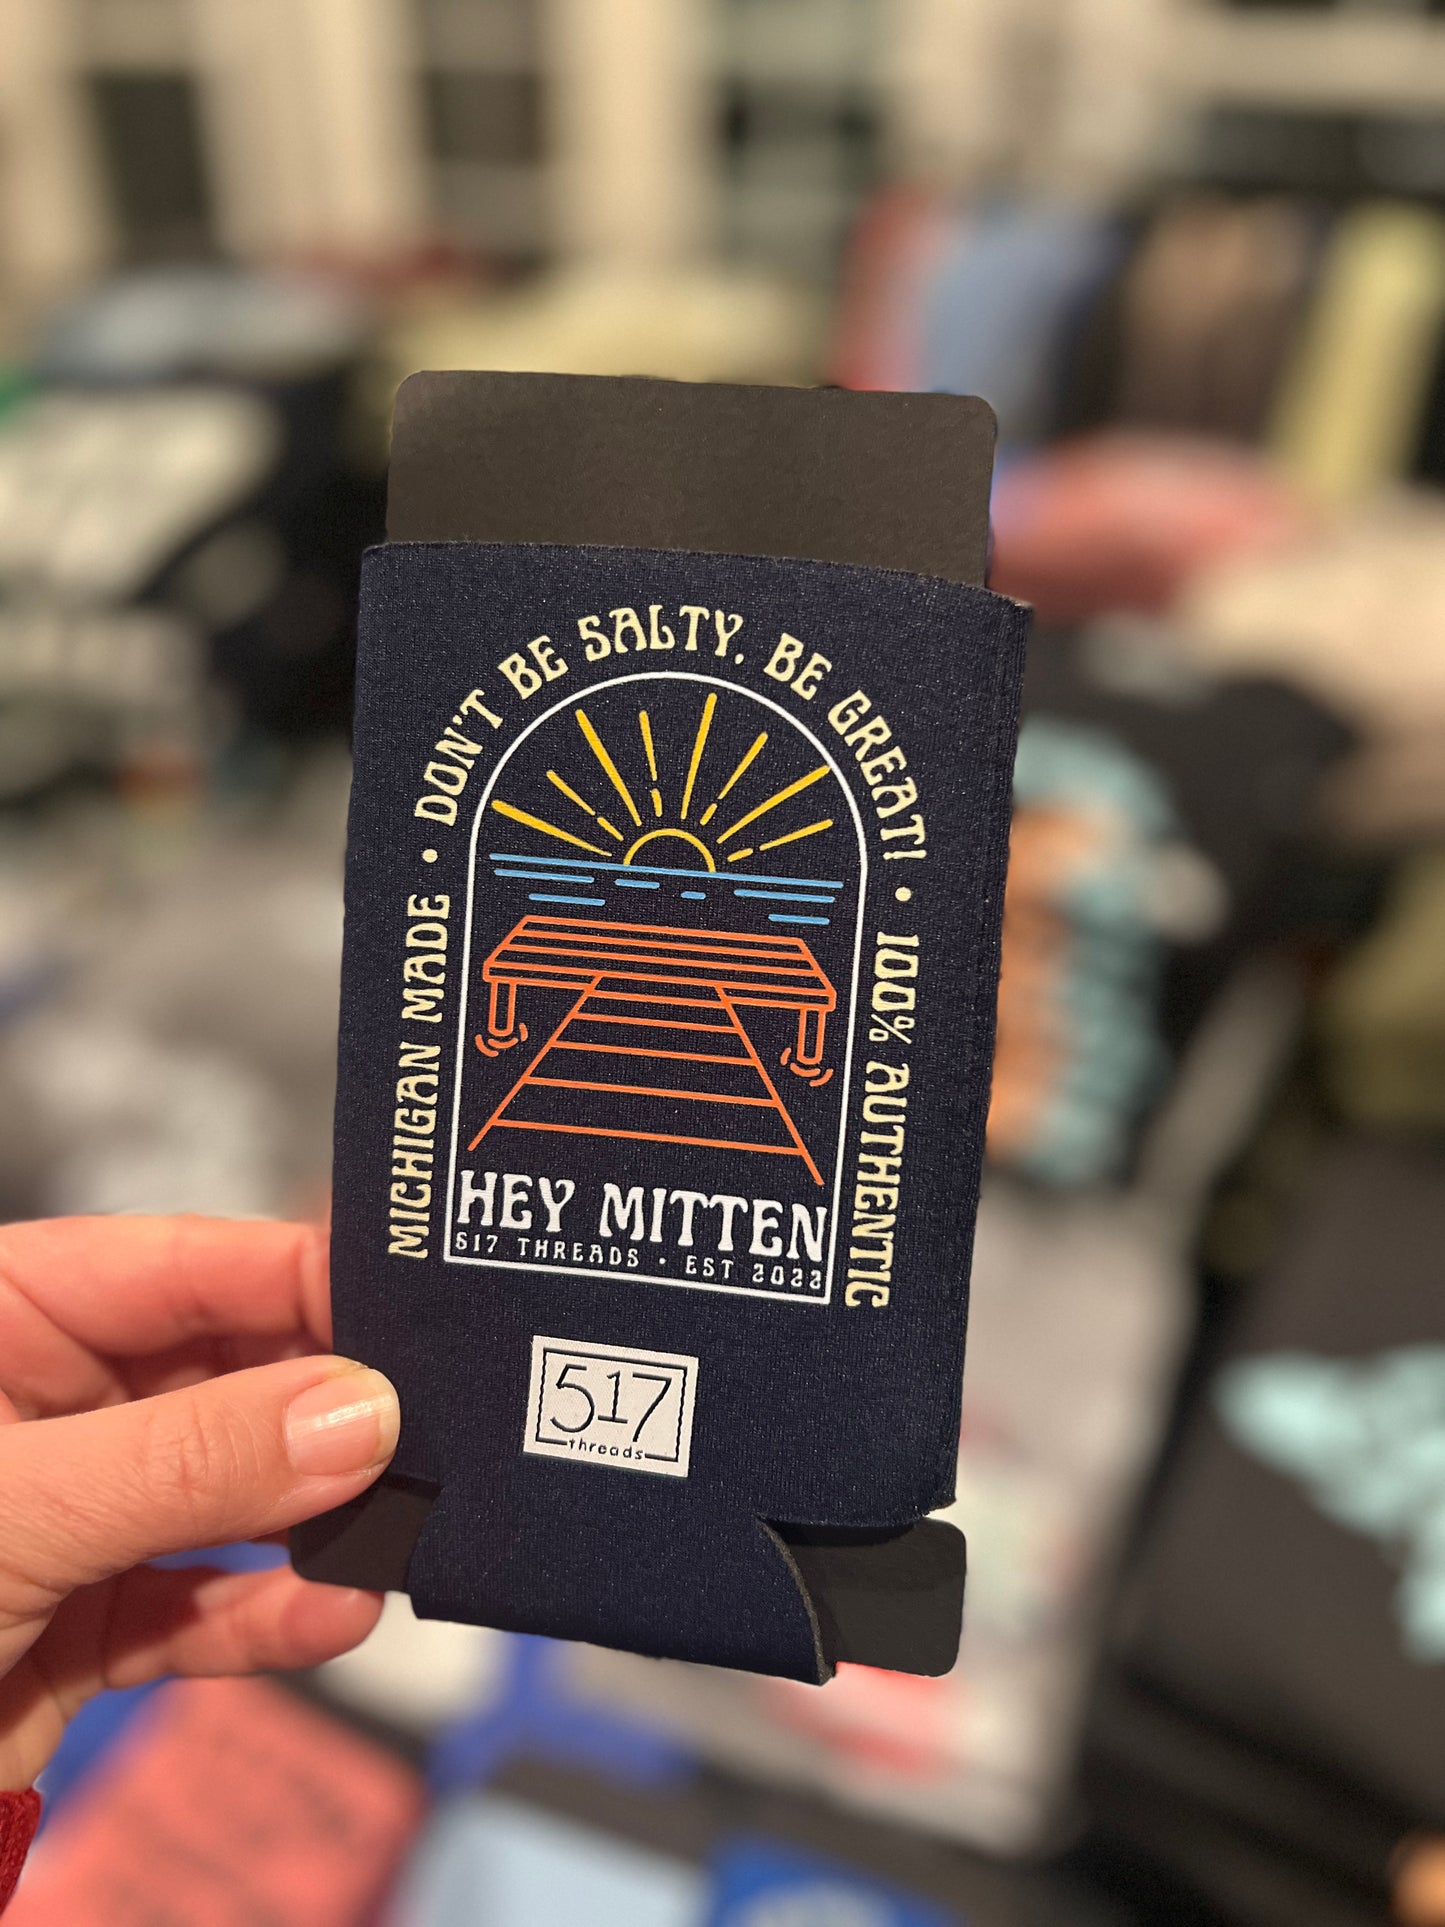 MICHIGAN MADE • DON'T BE SALTY. BE GREAT! • 100% AUTHENTIC
HEY MITTEN
517 THREADS • EST 2022
517
threads